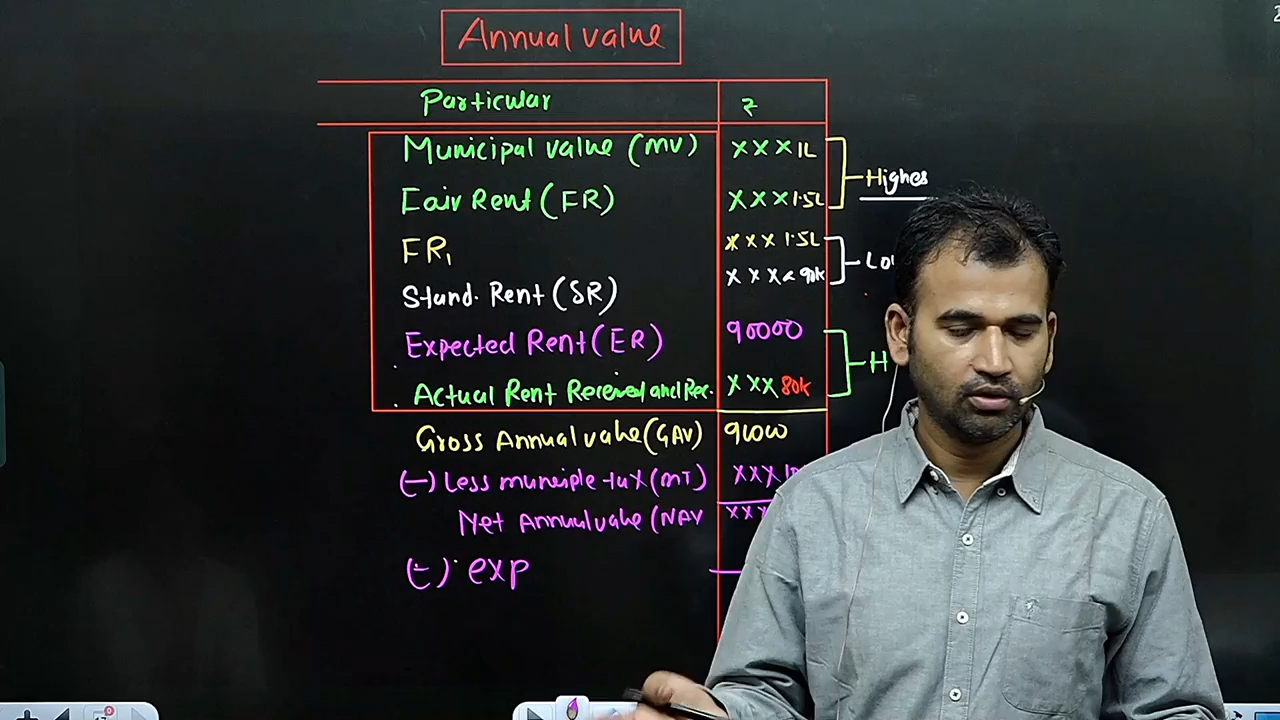 Annual value
Particular ₹
Municipal value (MV) XXX 1L
Highes
Fair Rent (FR) XXX 1.5L
FR1 XXX 1.5L
Stand. Rent (SR) XXX < 90k
Expected Rent (ER) 90000
H
Actual Rent Received and Rec. XXX 80k
Gross Annual value (GAV)
(-) Less muneiple tax (MT) XXX
Net Annual value (NAV XXX
(-) exp